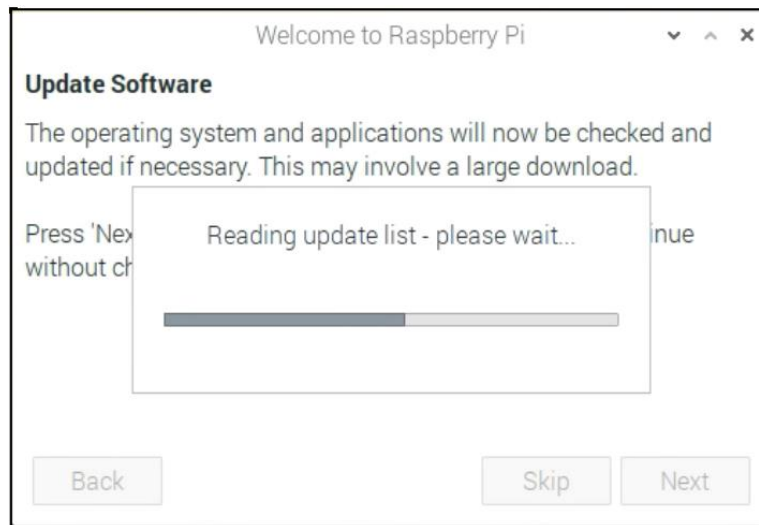 Welcome to Raspberry Pi
Update Software
The operating system and applications will now be checked and
updated if necessary. This may involve a large download.
Press 'Nex
inue
without ch
Reading update list - please wait...
Back
Skip
Next